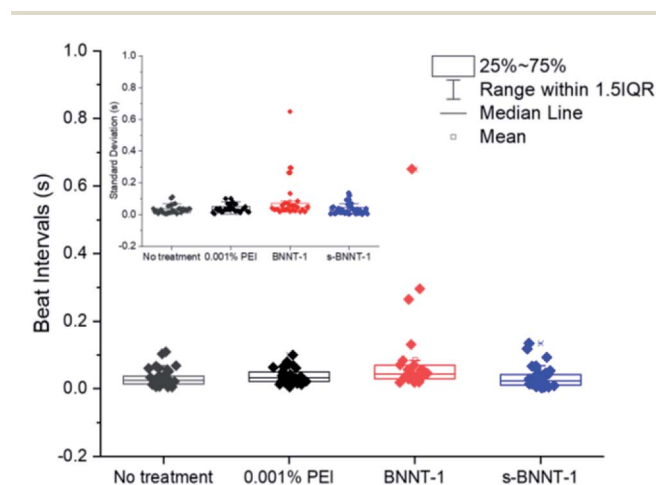 1.0
0.8
0.6
0.4
0.2
0.0
-0.2
Beat Intervals (s)
No treatment 0.001% PEI BNNT-1 s-BNNT-1
1.0
0.8
0.6
0.4
0.2
0.0
-0.2
Standard Deviation (s)
No treatment 0.001% PEI BNNT-1 s-BNNT-1
25%~75%
Range within 1.5IQR
Median Line
Mean